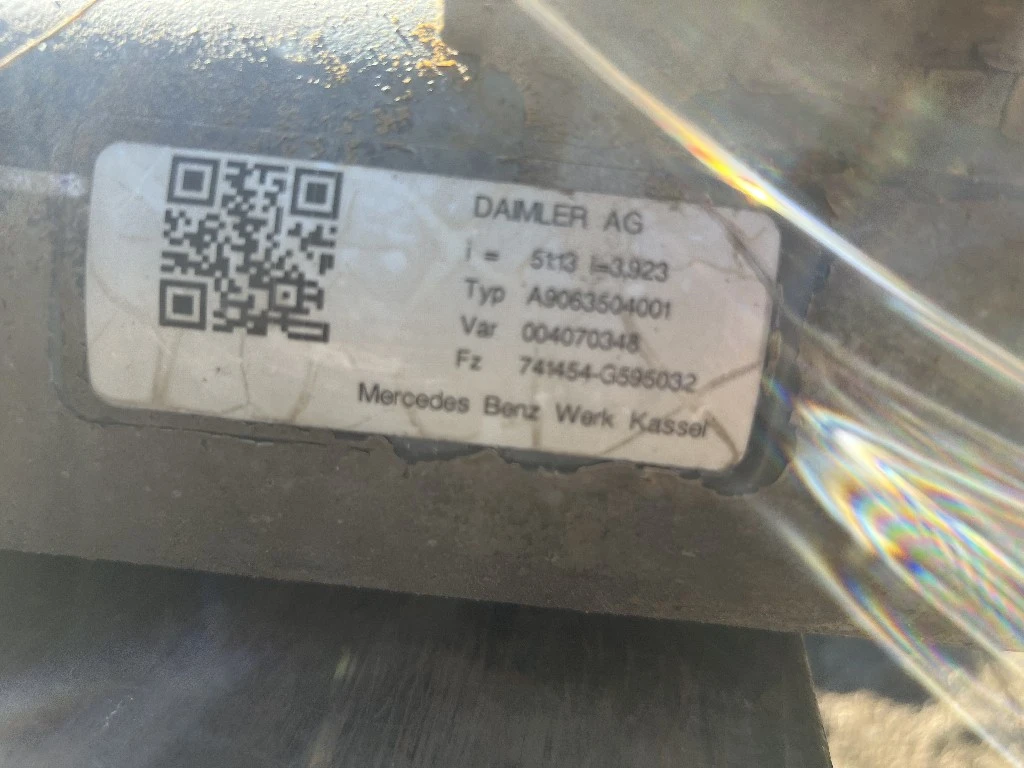 DAIMLER AG
i = 51:13 i=3,923
Typ A9063504001
Var 004070348
Fz 741454-G595032
Mercedes Benz Werk Kassel